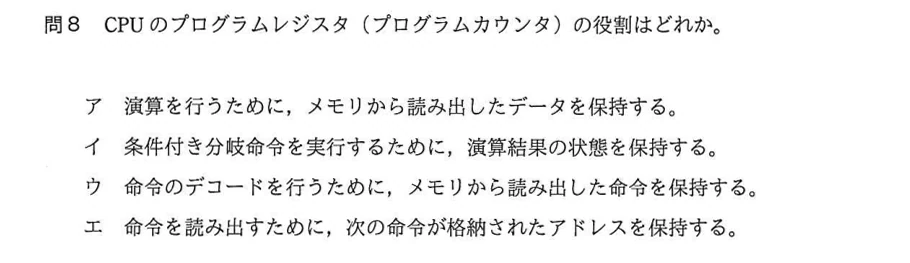 問8 CPUのプログラムレジスタ（プログラムカウンタ）の役割はどれか。
ア 演算を行うために，メモリから読み出したデータを保持する。
イ 条件付き分岐命令を実行するために，演算結果の状態を保持する。
ウ 命令のデコードを行うために，メモリから読み出した命令を保持する。
エ 命令を読み出すために，次の命令が格納されたアドレスを保持する。